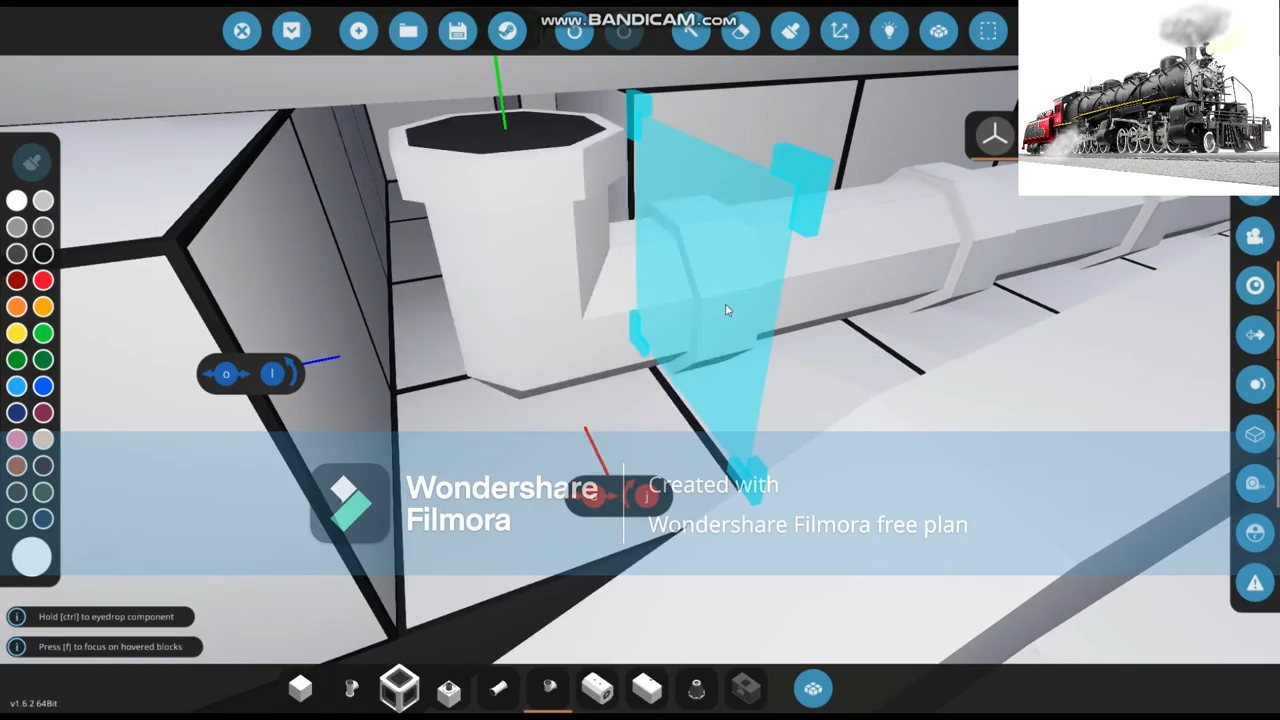 www.BANDICAM.com
o
l
j
Wondershare
Filmora
Created with
Wondershare Filmora free plan
Hold [ctrl] to eyedrop component
Press [f] to focus on hovered blocks
v1.6.2 64Bit